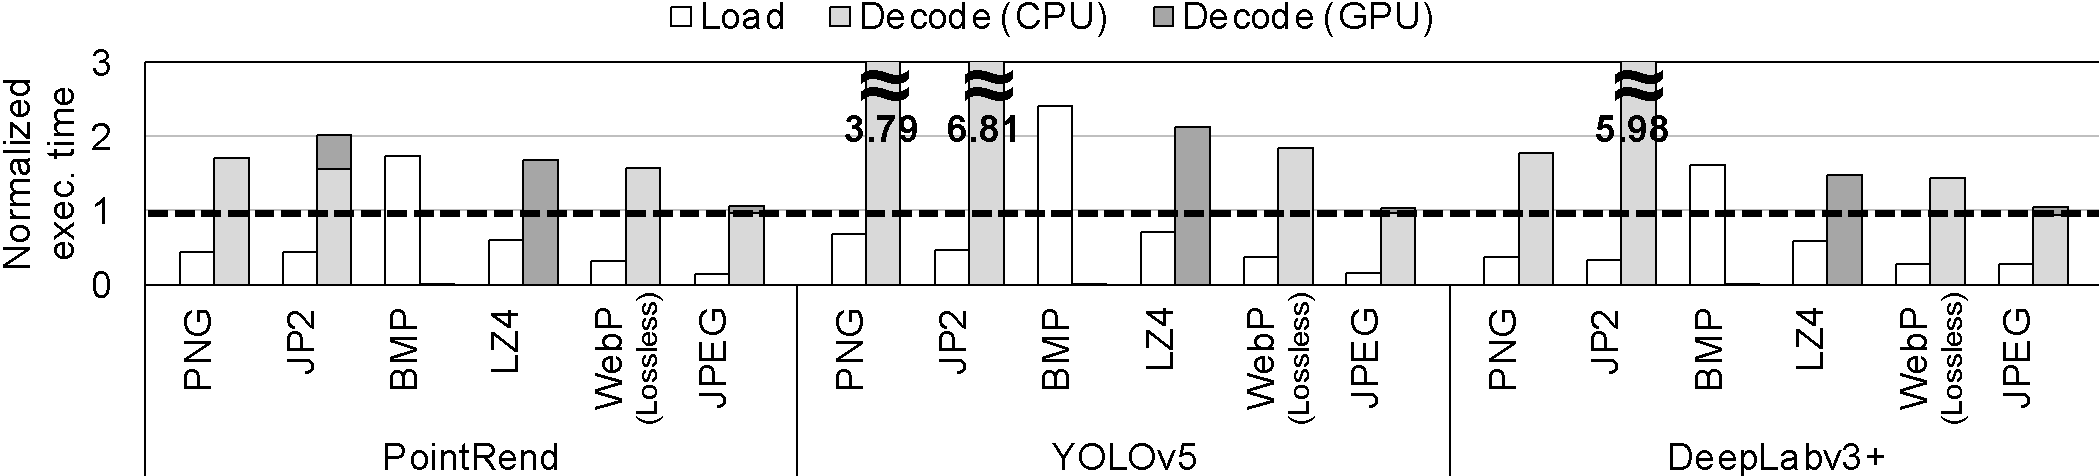 Load Decode (CPU) Decode (GPU)
Normalized
exec. time
3
2
1
0
3.79 6.81 5.98
PNG JP2 BMP LZ4 WebP (Lossless) JPEG PNG JP2 BMP LZ4 WebP (Lossless) JPEG PNG JP2 BMP LZ4 WebP (Lossless) JPEG
PointRend YOLOv5 DeepLabv3+